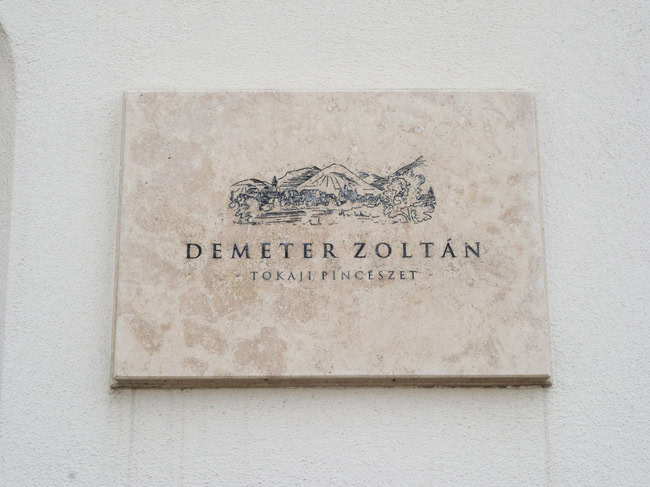 DEMETER ZOLTÁN
- TOKAJI PINCÉSZET -